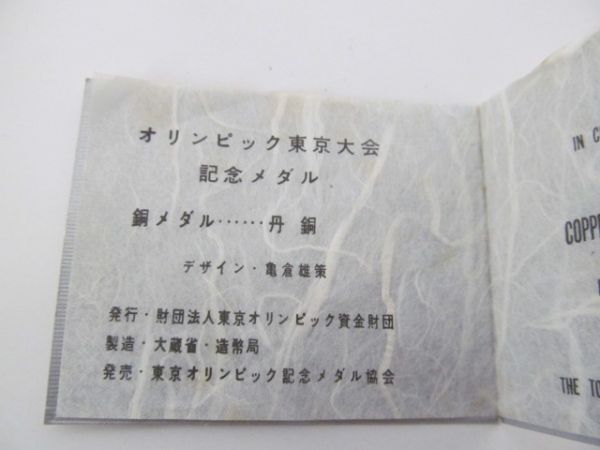 オリンピック東京大会
記念メダル
銅メダル……丹銅
デザイン・亀倉雄策
発行・財団法人東京オリンピック資金財団
製造・大蔵省・造幣局
発売・東京オリンピック記念メダル協会
IN C
COPP
THE TO